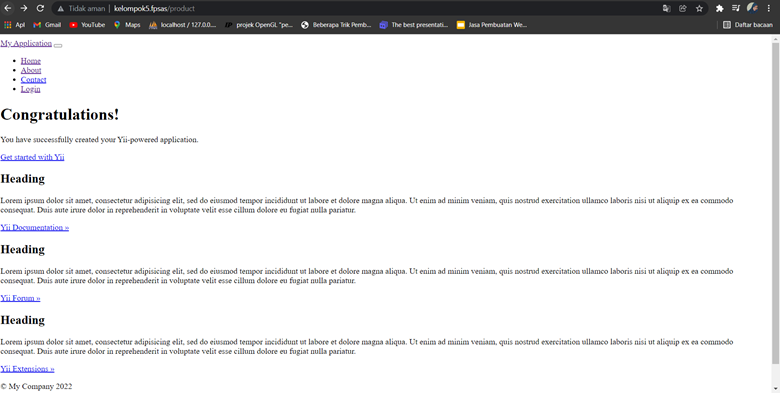 Tidak aman | kelompok5.fpsas/product
Apl Gmail YouTube Maps localhost / 127.0.0.... projek OpenGL "pe... Beberapa Trik Pemb... The best presentati... Jasa Pembuatan We... Daftar bacaan
My Application
Home
About
Contact
Login
Congratulations!
You have successfully created your Yii-powered application.
Get started with Yii
Heading
Lorem ipsum dolor sit amet, consectetur adipisicing elit, sed do eiusmod tempor incididunt ut labore et dolore magna aliqua. Ut enim ad minim veniam, quis nostrud exercitation ullamco laboris nisi ut aliquip ex ea commodo
consequat. Duis aute irure dolor in reprehenderit in voluptate velit esse cillum dolore eu fugiat nulla pariatur.
Yii Documentation »
Heading
Lorem ipsum dolor sit amet, consectetur adipisicing elit, sed do eiusmod tempor incididunt ut labore et dolore magna aliqua. Ut enim ad minim veniam, quis nostrud exercitation ullamco laboris nisi ut aliquip ex ea commodo
consequat. Duis aute irure dolor in reprehenderit in voluptate velit esse cillum dolore eu fugiat nulla pariatur.
Yii Forum »
Heading
Lorem ipsum dolor sit amet, consectetur adipisicing elit, sed do eiusmod tempor incididunt ut labore et dolore magna aliqua. Ut enim ad minim veniam, quis nostrud exercitation ullamco laboris nisi ut aliquip ex ea commodo
consequat. Duis aute irure dolor in reprehenderit in voluptate velit esse cillum dolore eu fugiat nulla pariatur.
Yii Extensions »
© My Company 2022